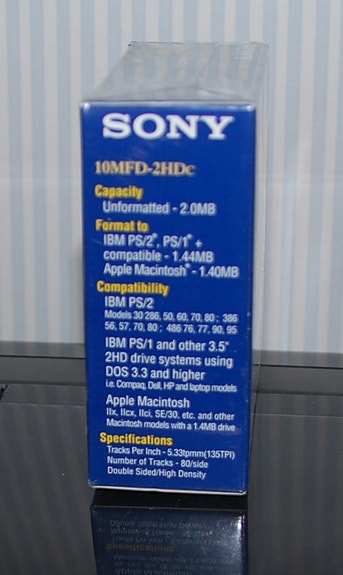 SONY
10MFD-2HDC
Capacity
Unformatted - 2.0MB
Format to
IBM PS/2®, PS/1® +
compatible - 1.44MB
Apple Macintosh® - 1.40MB
Compatibility
IBM PS/2
Models 30 286, 50, 60, 70, 80 ; 386
56, 57, 70, 80 ; 486 76, 77, 90, 95
IBM PS/1 and other 3.5"
2HD drive systems using
DOS 3.3 and higher
i.e. Compaq, Dell, HP and laptop models
Apple Macintosh
IIx, IIcx, IIci, SE/30, etc. and other
Macintosh models with a 1.4MB drive
Specifications
Tracks Per Inch - 5.33tpmm(135TPI)
Number of Tracks - 80/side
Double Sided/High Density